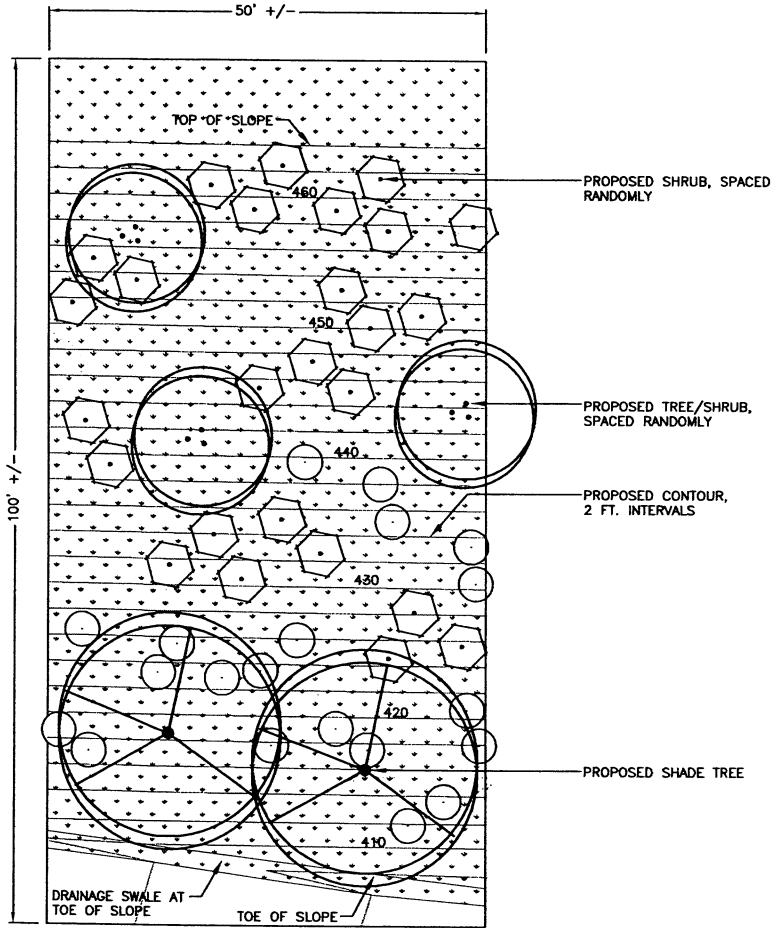 50' +/-
TOP OF SLOPE
460
PROPOSED SHRUB, SPACED
RANDOMLY
450
PROPOSED TREE/SHRUB,
SPACED RANDOMLY
440
100' +/-
PROPOSED CONTOUR,
2 FT. INTERVALS
430
420
PROPOSED SHADE TREE
410
DRAINAGE SWALE AT
TOE OF SLOPE
TOE OF SLOPE